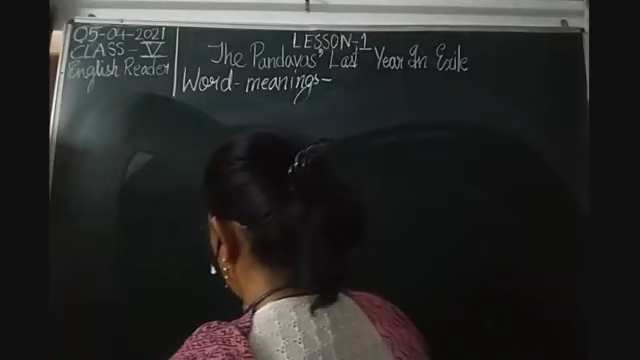 05-04-2021
CLASS - V
English Reader
LESSON-1
The Pandavas' Last Year In Exile
Word-meanings-